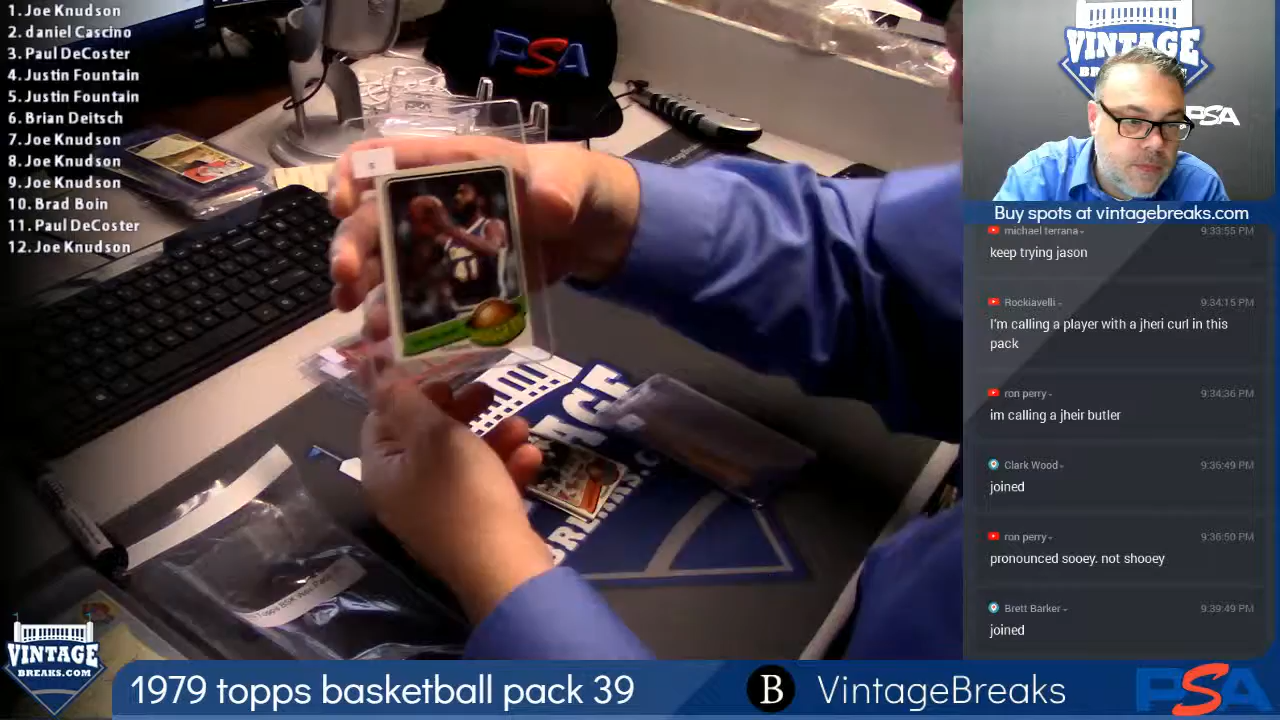 1. Joe Knudson
2. daniel Cascino
3. Paul DeCoster
4. Justin Fountain
5. Justin Fountain
6. Brian Deitsch
7. Joe Knudson
8. Joe Knudson
9. Joe Knudson
10. Brad Boin
11. Paul DeCoster
12. Joe Knudson
PSA
41
VINTAGE
PSA
Buy spots at vintagebreaks.com
michael terrana
9:33:55 PM
keep trying jason
Rockiavelli
9:34:15 PM
I'm calling a player with a jheri curl in this
pack
ron perry
9:34:36 PM
im calling a jheir butler
Clark Wood
9:36:49 PM
joined
ron perry
9:36:50 PM
pronounced sooey. not shooey
Brett Barker
9:39:49 PM
joined
VINTAGE
BREAKS.COM
1979 topps basketball pack 39
B VintageBreaks
PSA